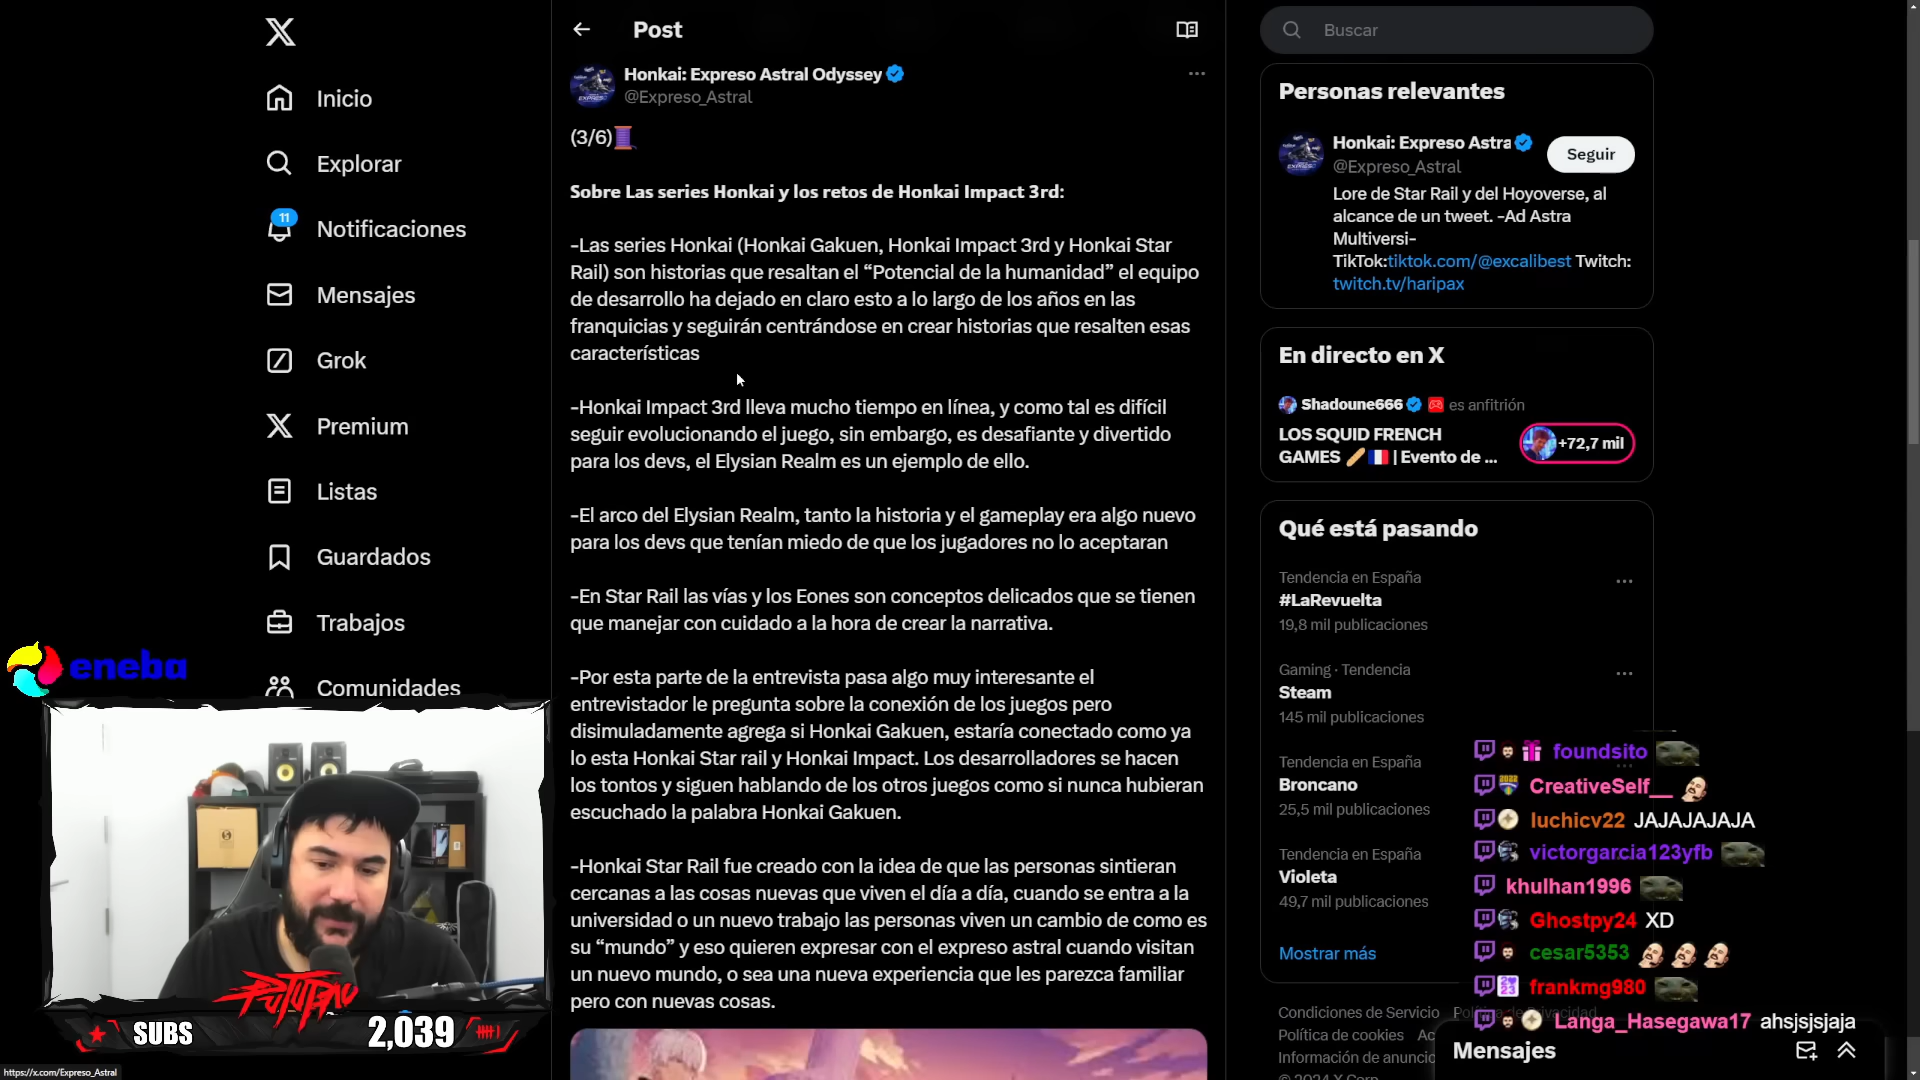 Inicio
Explorar
11
Notificaciones
Mensajes
Grok
Premium
Listas
Guardados
Trabajos
Comunidades
eneba
SUBS
2,039
https://x.com/Expreso_Astral
Post
Honkai: Expreso Astral Odyssey
@Expreso_Astral
(3/6)
Sobre Las series Honkai y los retos de Honkai Impact 3rd:
-Las series Honkai (Honkai Gakuen, Honkai Impact 3rd y Honkai Star
Rail) son historias que resaltan el “Potencial de la humanidad” el equipo
de desarrollo ha dejado en claro esto a lo largo de los años en las
franquicias y seguirán centrándose en crear historias que resalten esas
características
-Honkai Impact 3rd lleva mucho tiempo en línea, y como tal es difícil
seguir evolucionando el juego, sin embargo, es desafiante y divertido
para los devs, el Elysian Realm es un ejemplo de ello.
-El arco del Elysian Realm, tanto la historia y el gameplay era algo nuevo
para los devs que tenían miedo de que los jugadores no lo aceptaran
-En Star Rail las vías y los Eones son conceptos delicados que se tienen
que manejar con cuidado a la hora de crear la narrativa.
-Por esta parte de la entrevista pasa algo muy interesante el
entrevistador le pregunta sobre la conexión de los juegos pero
disimuladamente agrega si Honkai Gakuen, estaría conectado como ya
lo esta Honkai Star rail y Honkai Impact. Los desarrolladores se hacen
los tontos y siguen hablando de los otros juegos como si nunca hubieran
escuchado la palabra Honkai Gakuen.
-Honkai Star Rail fue creado con la idea de que las personas sintieran
cercanas a las cosas nuevas que viven el día a día, cuando se entra a la
universidad o un nuevo trabajo las personas viven un cambio de como es
su “mundo” y eso quieren expresar con el expreso astral cuando visitan
un nuevo mundo, o sea una nueva experiencia que les parezca familiar
pero con nuevas cosas.
Buscar
Personas relevantes
Honkai: Expreso Astra
@Expreso_Astral
Seguir
Lore de Star Rail y del Hoyoverse, al
alcance de un tweet. -Ad Astra
Multiversi-
TikTok:tiktok.com/@excalibest Twitch:
twitch.tv/haripax
En directo en X
Shadoune666 es anfitrión
LOS SQUID FRENCH
GAMES | Evento de ...
+72,7 mil
Qué está pasando
Tendencia en España
#LaRevuelta
19,8 mil publicaciones
Gaming · Tendencia
Steam
145 mil publicaciones
Tendencia en España
Broncano
25,5 mil publicaciones
Tendencia en España
Violeta
49,7 mil publicaciones
Mostrar más
Condiciones de Servicio
Política de cookies
Información de anuncio
foundsito
CreativeSelf__
luchicv22 JAJAJAJAJA
victorgarcia123yfb
khulhan1996
Ghostpy24 XD
cesar5353
frankmg980
Langa_Hasegawa17 ahsjsjsjaja
Mensajes